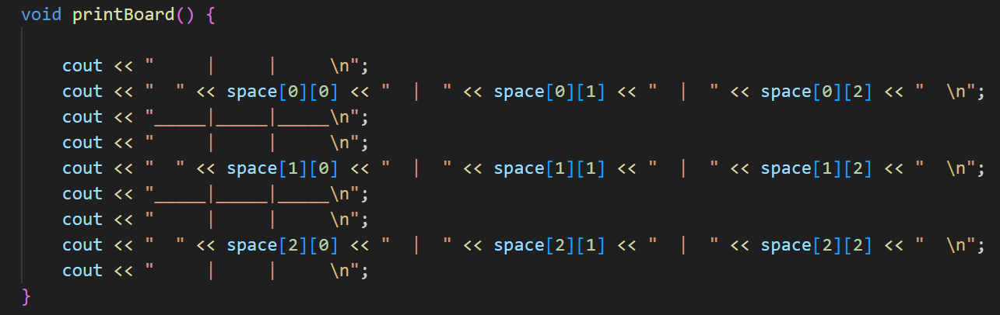 void printBoard() {
    cout << "     |     |     \n";
    cout << "  " << space[0][0] << "  |  " << space[0][1] << "  |  " << space[0][2] << "  \n";
    cout << "_____|_____|_____\n";
    cout << "     |     |     \n";
    cout << "  " << space[1][0] << "  |  " << space[1][1] << "  |  " << space[1][2] << "  \n";
    cout << "_____|_____|_____\n";
    cout << "     |     |     \n";
    cout << "  " << space[2][0] << "  |  " << space[2][1] << "  |  " << space[2][2] << "  \n";
    cout << "     |     |     \n";
}